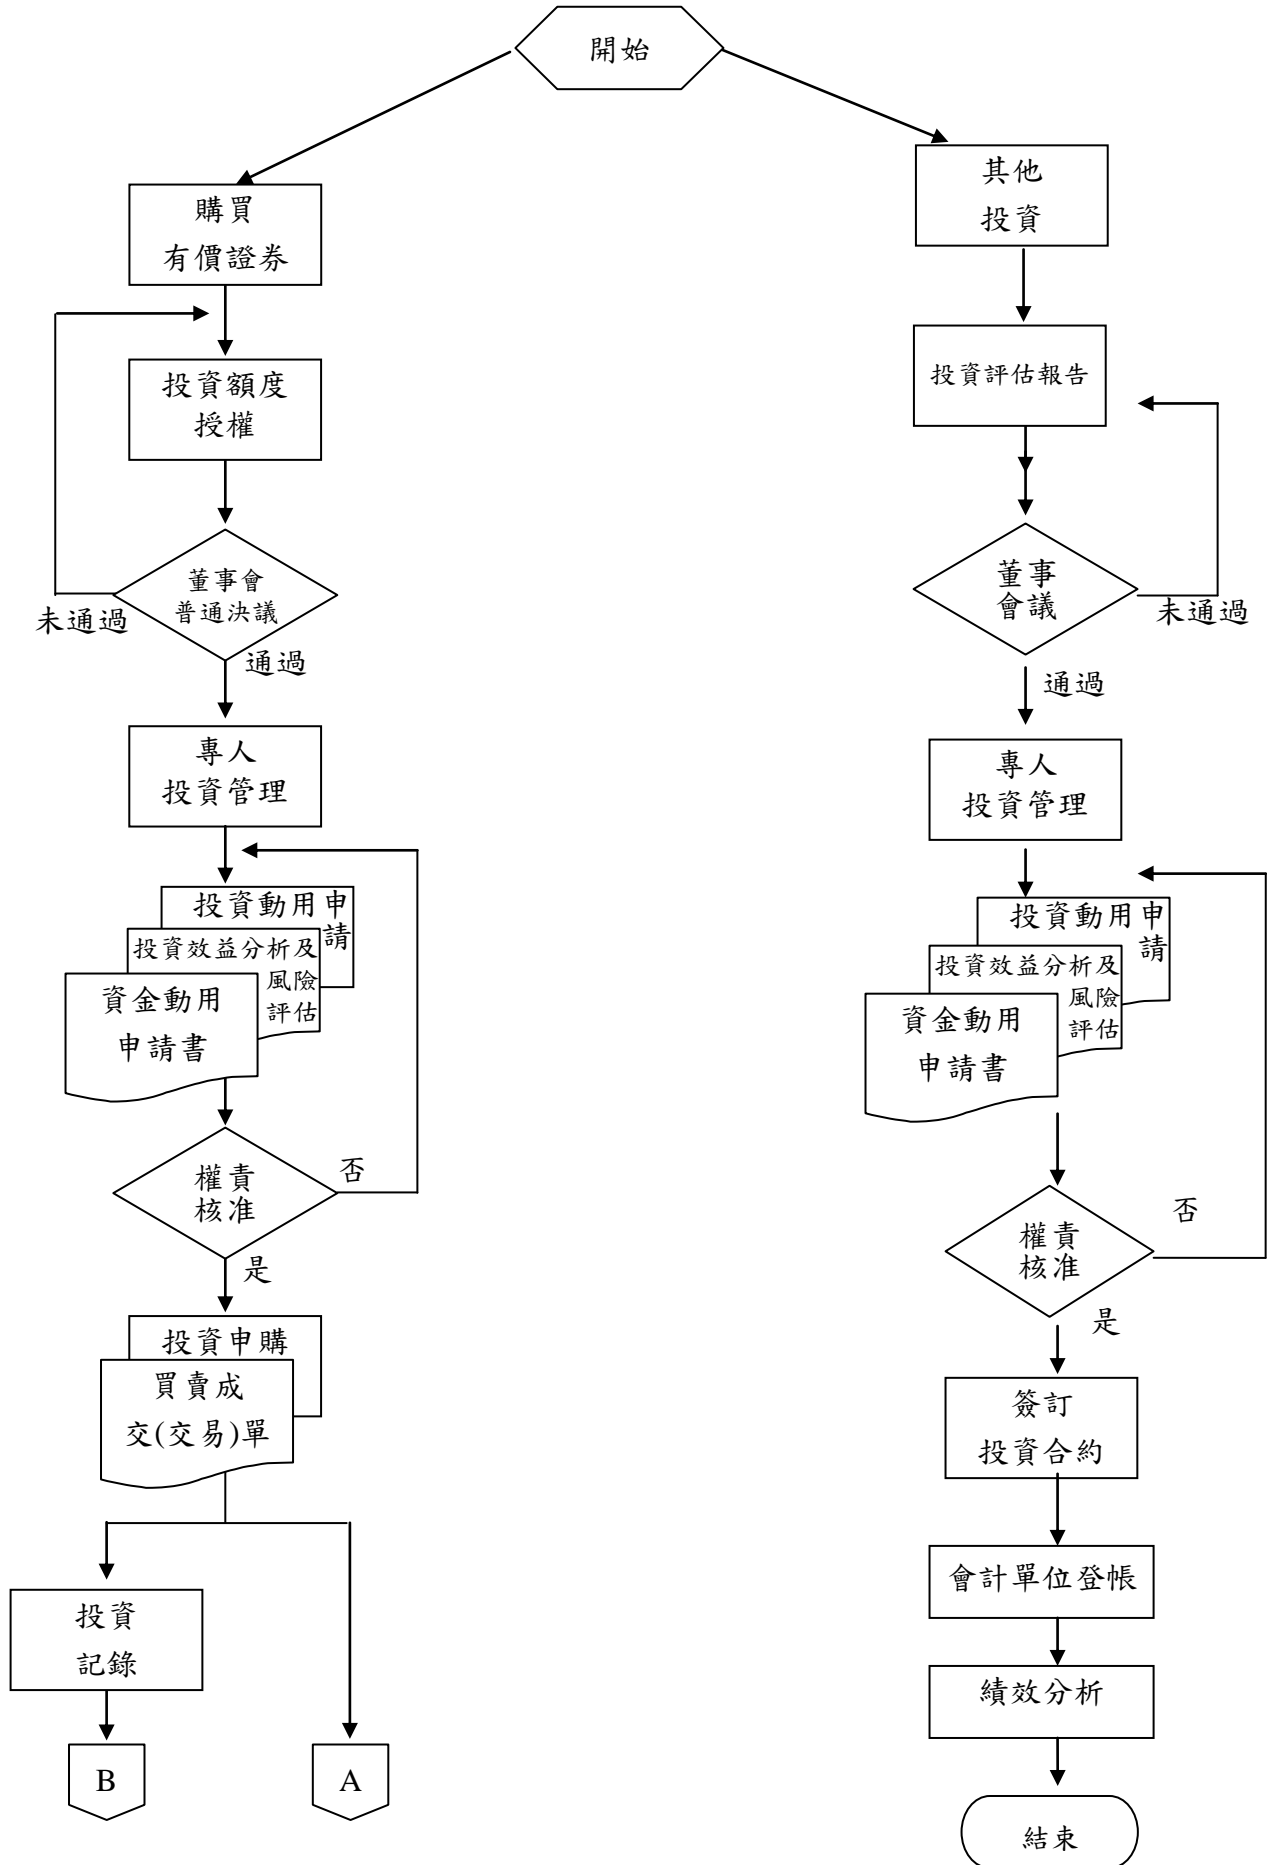 開始
購買
有價證券
投資額度
授權
董事會
普通決議
未通過
通過
專人
投資管理
投資動用申
請
投資效益分析及
風險
評估
資金動用
申請書
權責
核准
否
是
投資申購
買賣成
交(交易)單
投資
記錄
B
A
其他
投資
投資評估報告
董事
會議
未通過
通過
專人
投資管理
投資動用申
請
投資效益分析及
風險
評估
資金動用
申請書
權責
核准
否
是
簽訂
投資合約
會計單位登帳
績效分析
結束